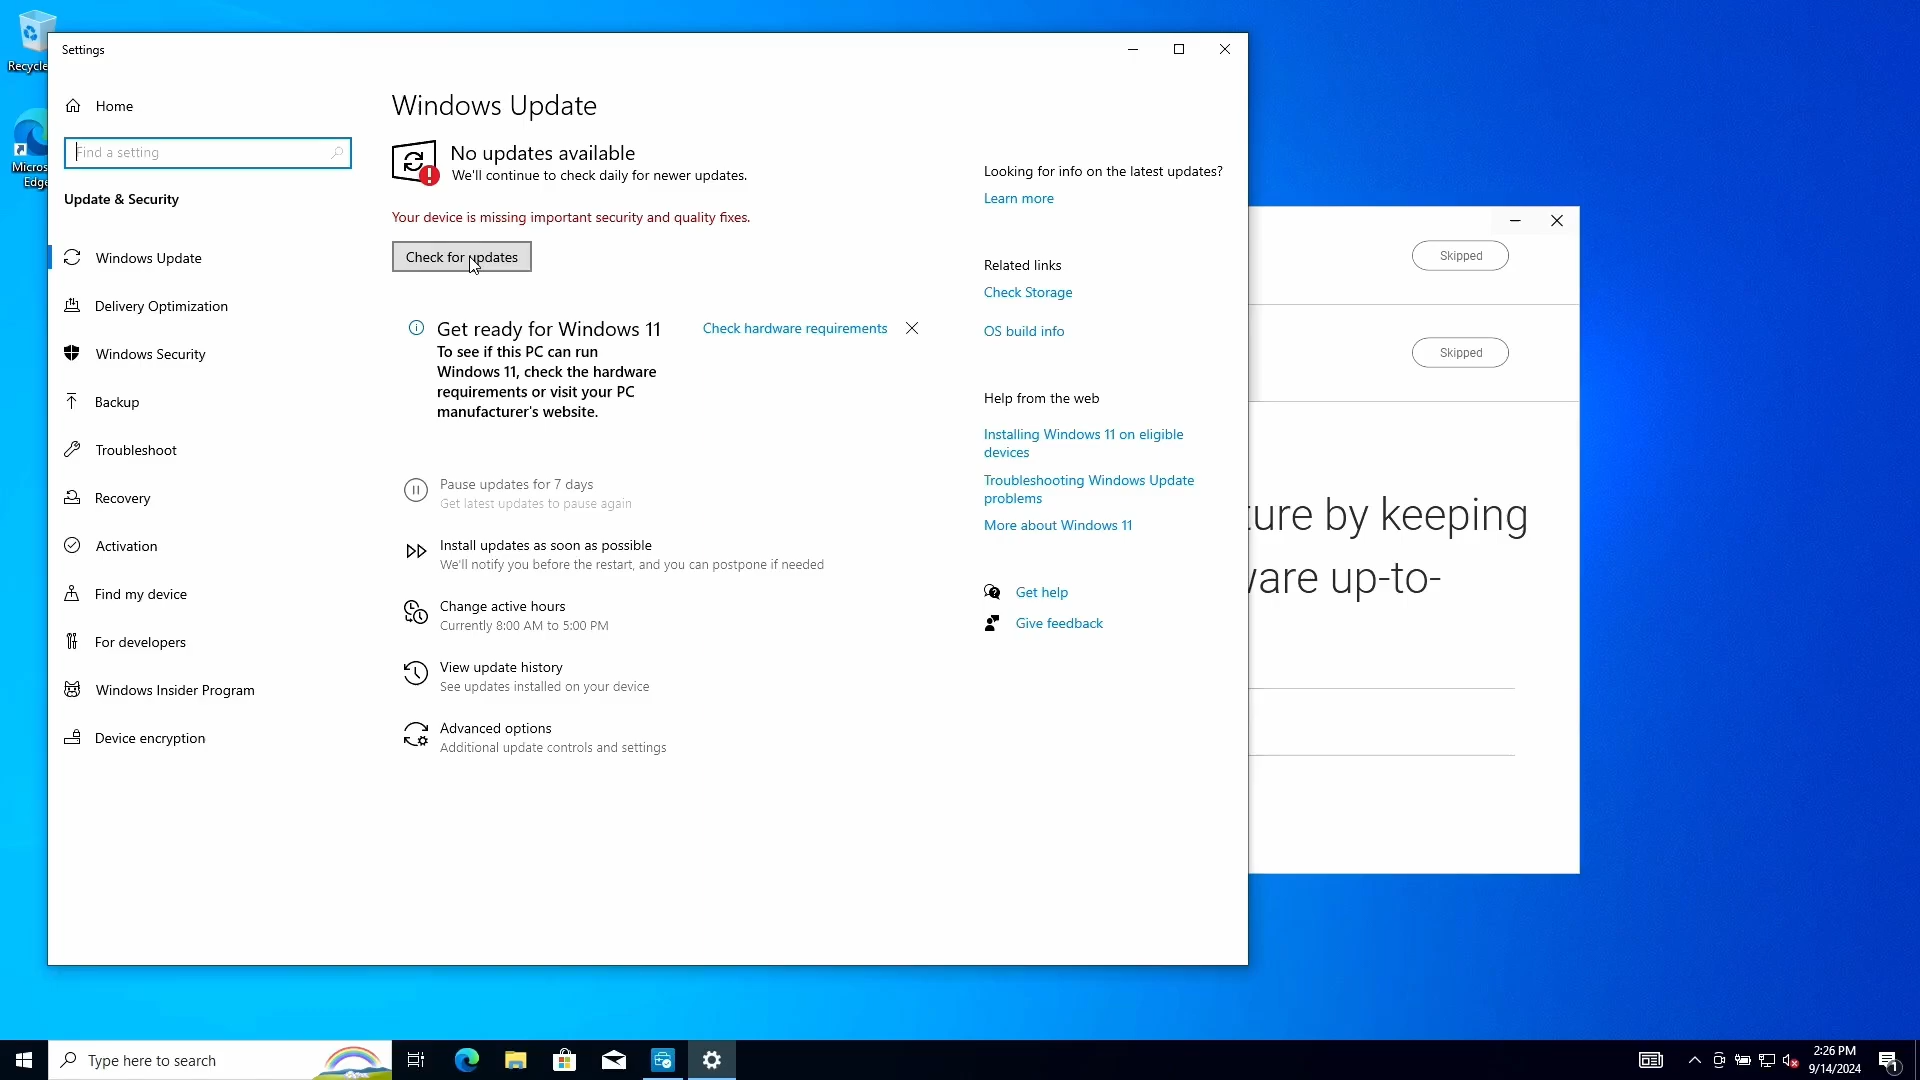 Recycle
Micros
Edge
Settings
Home
Find a setting
Update & Security
Windows Update
Delivery Optimization
Windows Security
Backup
Troubleshoot
Recovery
Activation
Find my device
For developers
Windows Insider Program
Device encryption
Windows Update
No updates available
We'll continue to check daily for newer updates.
Your device is missing important security and quality fixes.
Check for updates
Get ready for Windows 11
Check hardware requirements
To see if this PC can run
Windows 11, check the hardware
requirements or visit your PC
manufacturer's website.
Pause updates for 7 days
Get latest updates to pause again
Install updates as soon as possible
We'll notify you before the restart, and you can postpone if needed
Change active hours
Currently 8:00 AM to 5:00 PM
View update history
See updates installed on your device
Advanced options
Additional update controls and settings
Looking for info on the latest updates?
Learn more
Related links
Check Storage
OS build info
Help from the web
Installing Windows 11 on eligible
devices
Troubleshooting Windows Update
problems
More about Windows 11
Get help
Give feedback
Skipped
Skipped
ture by keeping
ware up-to-
Type here to search
2:26 PM
9/14/2024
1